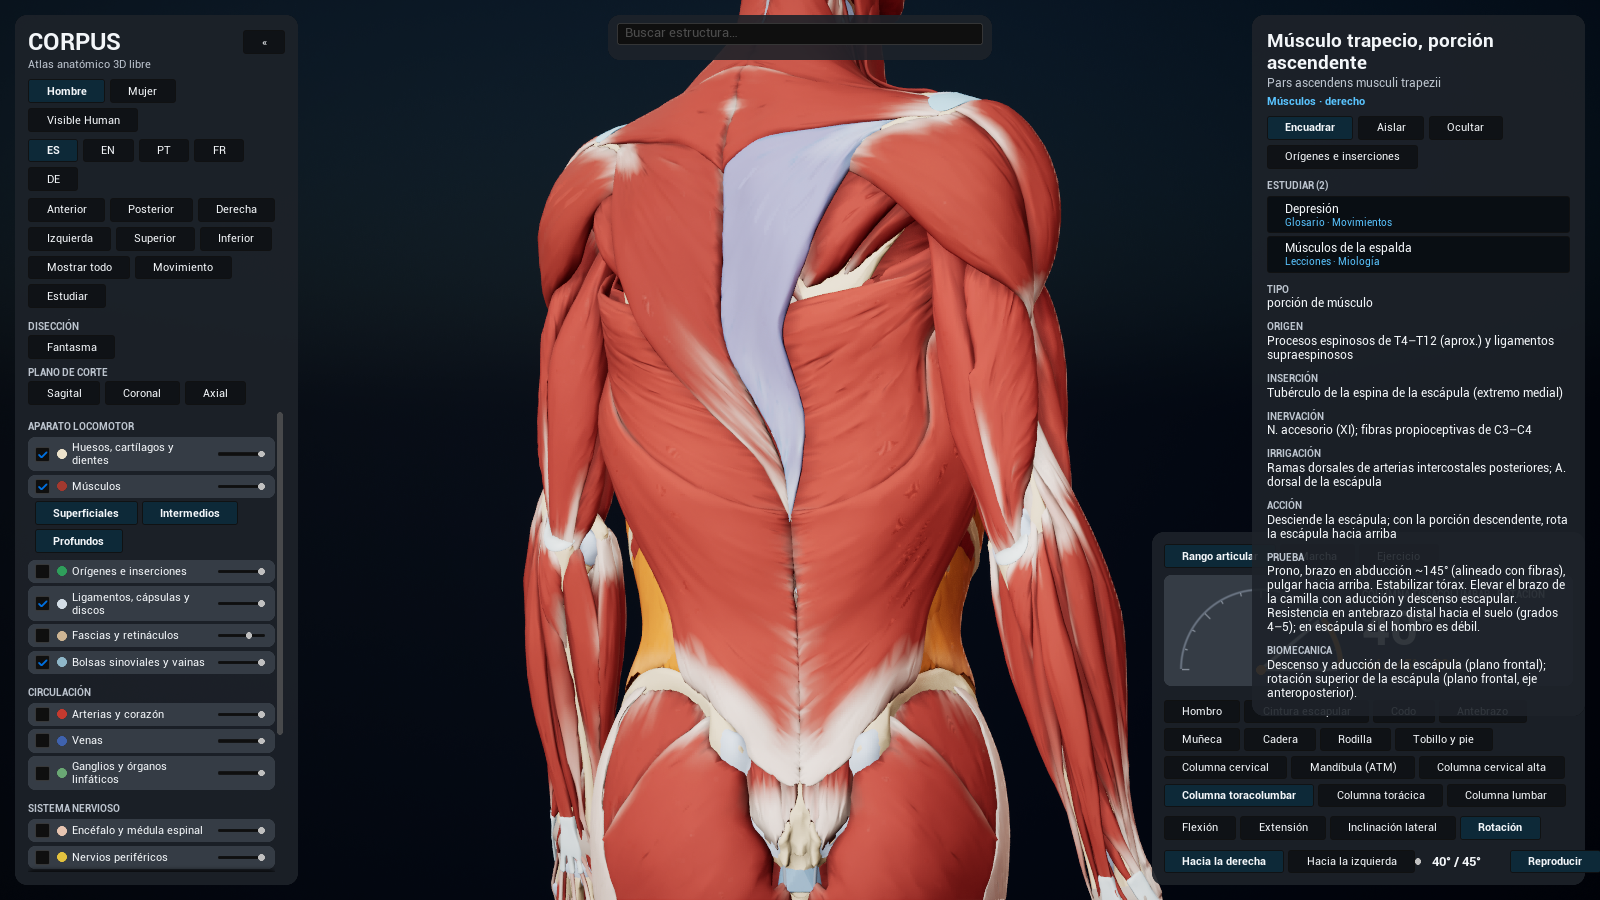 CORPUS
«
Atlas anatómico 3D libre
Hombre
Mujer
Visible Human
ES
EN
PT
FR
DE
Anterior
Posterior
Derecha
Izquierda
Superior
Inferior
Mostrar todo
Movimiento
Estudiar
DISECCIÓN
Fantasma
PLANO DE CORTE
Sagital
Coronal
Axial
APARATO LOCOMOTOR
Huesos, cartílagos y
dientes
Músculos
Superficiales
Intermedios
Profundos
Orígenes e inserciones
Ligamentos, cápsulas y
discos
Fascias y retináculos
Bolsas sinoviales y vainas
CIRCULACIÓN
Arterias y corazón
Venas
Ganglios y órganos
linfáticos
SISTEMA NERVIOSO
Encéfalo y médula espinal
Nervios periféricos
Buscar estructura...
Músculo trapecio, porción
ascendente
Pars ascendens musculi trapezii
Músculos · derecho
Encuadrar
Aislar
Ocultar
Orígenes e inserciones
ESTUDIAR (2)
Depresión
Glosario · Movimientos
Músculos de la espalda
Lecciones · Miología
TIPO
porción de músculo
ORIGEN
Procesos espinosos de T4–T12 (aprox.) y ligamentos
supraespinosos
INSERCIÓN
Tubérculo de la espina de la escápula (extremo medial)
INERVACIÓN
N. accesorio (XI); fibras propioceptivas de C3–C4
IRRIGACIÓN
Ramas dorsales de arterias intercostales posteriores; A.
dorsal de la escápula
ACCIÓN
Desciende la escápula; con la porción descendente, rota
la escápula hacia arriba
PRUEBA
Prono, brazo en abducción ~145° (alineado con fibras),
pulgar hacia arriba. Estabilizar tórax. Elevar el brazo de
la camilla con aducción y descenso escapular.
Resistencia en antebrazo distal hacia el suelo (grados
4–5); en escápula si el hombro es débil.
BIOMECANICA
Descenso y aducción de la escápula (plano frontal);
rotación superior de la escápula (plano frontal, eje
anteroposterior).
Rango articular
Marcha
Ejercicio
Hombro
Cintura escapular
Codo
Antebrazo
Muñeca
Cadera
Rodilla
Tobillo y pie
Columna cervical
Mandíbula (ATM)
Columna cervical alta
Columna toracolumbar
Columna torácica
Columna lumbar
Flexión
Extensión
Inclinación lateral
Rotación
Hacia la derecha
Hacia la izquierda
40° / 45°
Reproducir